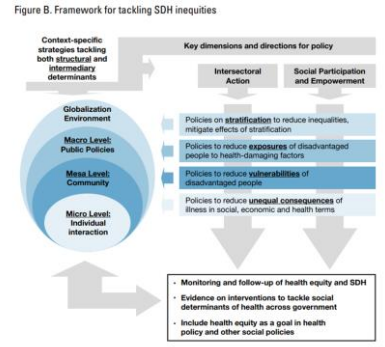 Figure B. Framework for tackling SDH inequities
Context-specific
strategies tackling
both structural and
intermediary
determinants
Key dimensions and directions for policy
Intersectoral
Action
Social Participation
and Empowerment
Globalization
Environment
Macro Level:
Public Policies
Mesa Level:
Community
Micro Level:
Individual
interaction
Policies on stratification to reduce inequalities,
mitigate effects of stratification
Policies to reduce exposures of disadvantaged
people to health-damaging factors
Policies to reduce vulnerabilities of
disadvantaged people
Policies to reduce unequal consequences of
illness in social, economic and health terms
• Monitoring and follow-up of health equity and SDH
• Evidence on interventions to tackle social
determinants of health across government
• Include health equity as a goal in health
policy and other social policies